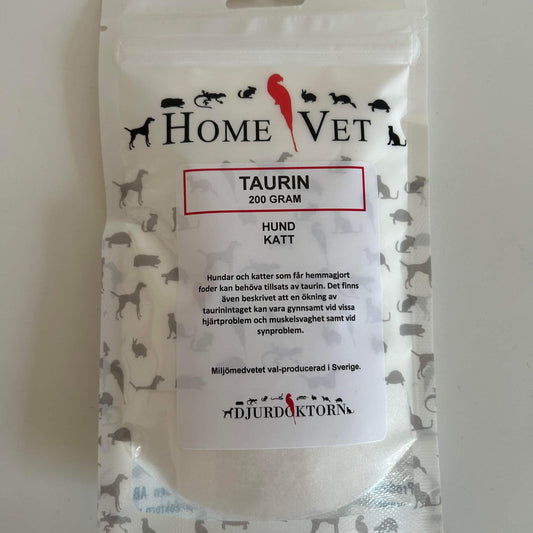 HOME VET
TAURIN
200 GRAM
HUND
KATT
Hundar och katter som får hemmagjort
foder kan behöva tillsats av taurin. Det finns
även beskrivet att en ökning av
taurinintaget kan vara gynnsamt vid vissa
hjärtproblem och muskelsvaghet samt vid
synproblem.
Miljömedvetet val-producerad i Sverige.
DJURDOKTORN